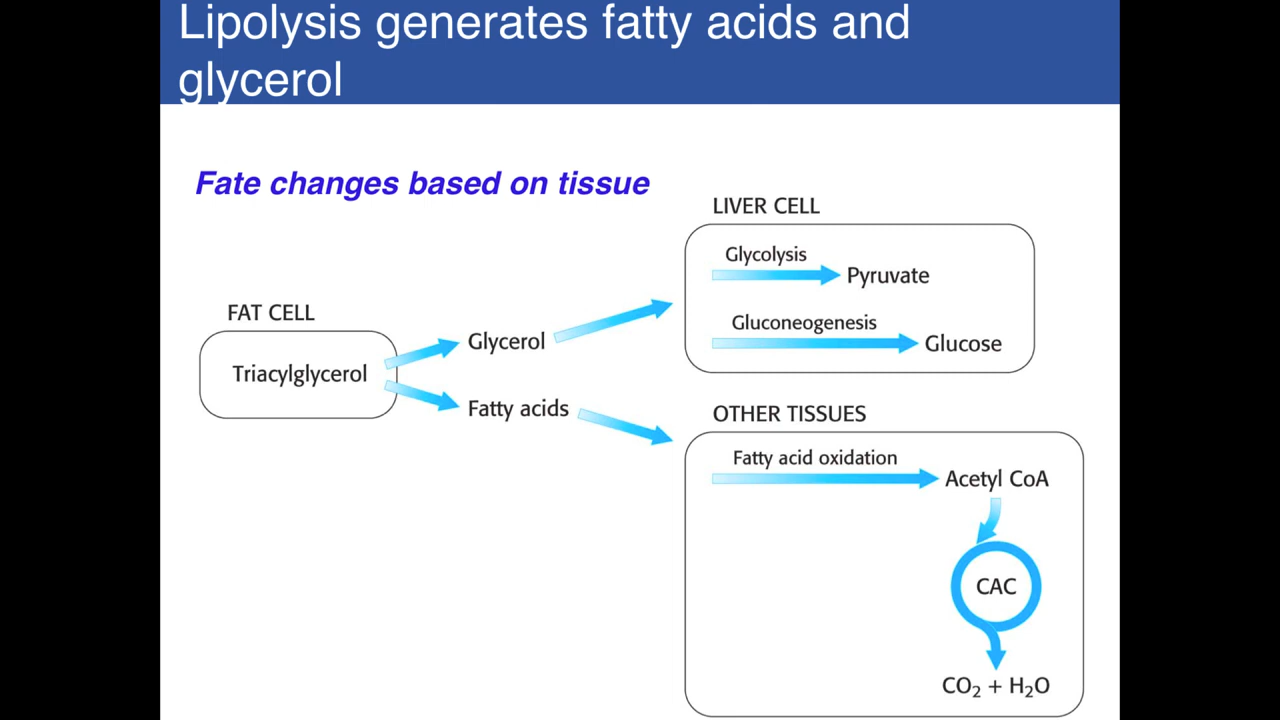 Lipolysis generates fatty acids and
glycerol
Fate changes based on tissue
FAT CELL
Triacylglycerol
Glycerol
Fatty acids
LIVER CELL
Glycolysis
Pyruvate
Gluconeogenesis
Glucose
OTHER TISSUES
Fatty acid oxidation
Acetyl CoA
CAC
CO₂ + H₂O